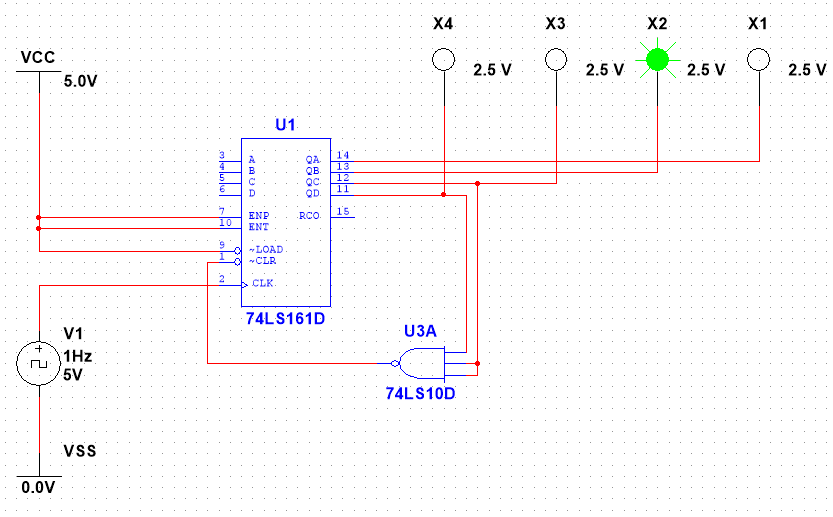 X4 X3 X2 X1
2.5 V 2.5 V 2.5 V 2.5 V
VCC
5.0V
U1
3 A QA 14
4 B QB 13
5 C QC 12
6 D QD 11
7 ENP RCO 15
10 ENT
9 ~LOAD
1 ~CLR
2 CLK
74LS161D
V1
1Hz
5V
U3A
74LS10D
VSS
0.0V